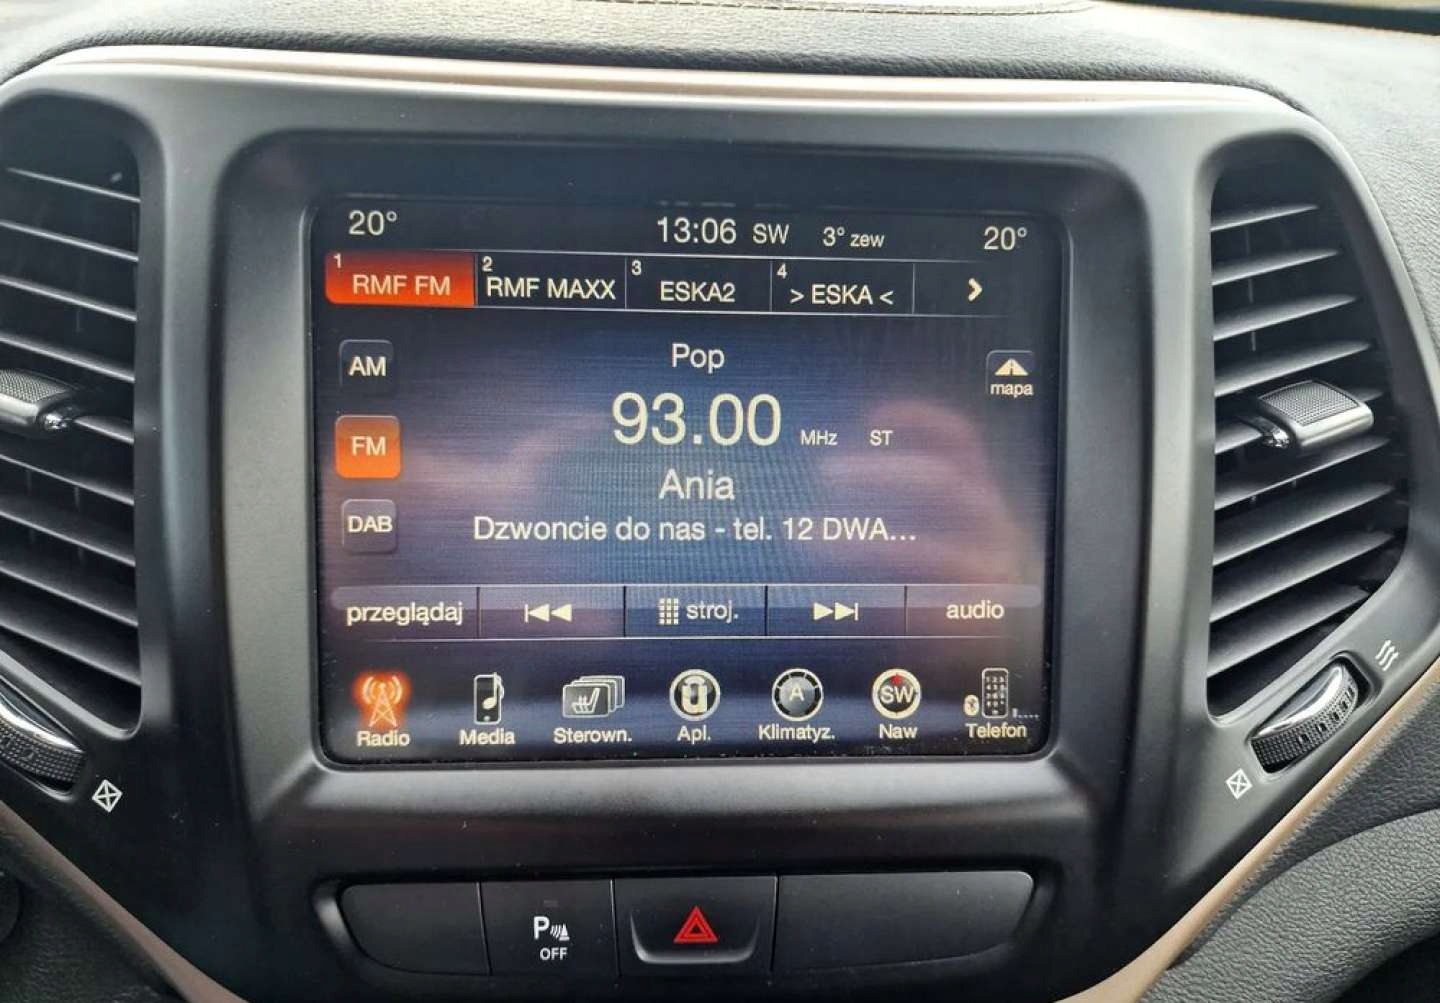 20° 13:06 SW 3° zew 20°
1 RMF FM 2 RMF MAXX 3 ESKA2 4 > ESKA < >
Pop
AM
mapa
93.00 MHz ST
FM
Ania
DAB
Dzwoncie do nas - tel. 12 DWA...
przeglądaj stroj. audio
A SW
Radio Media Sterown. Apl. Klimatyz. Naw Telefon
P
OFF